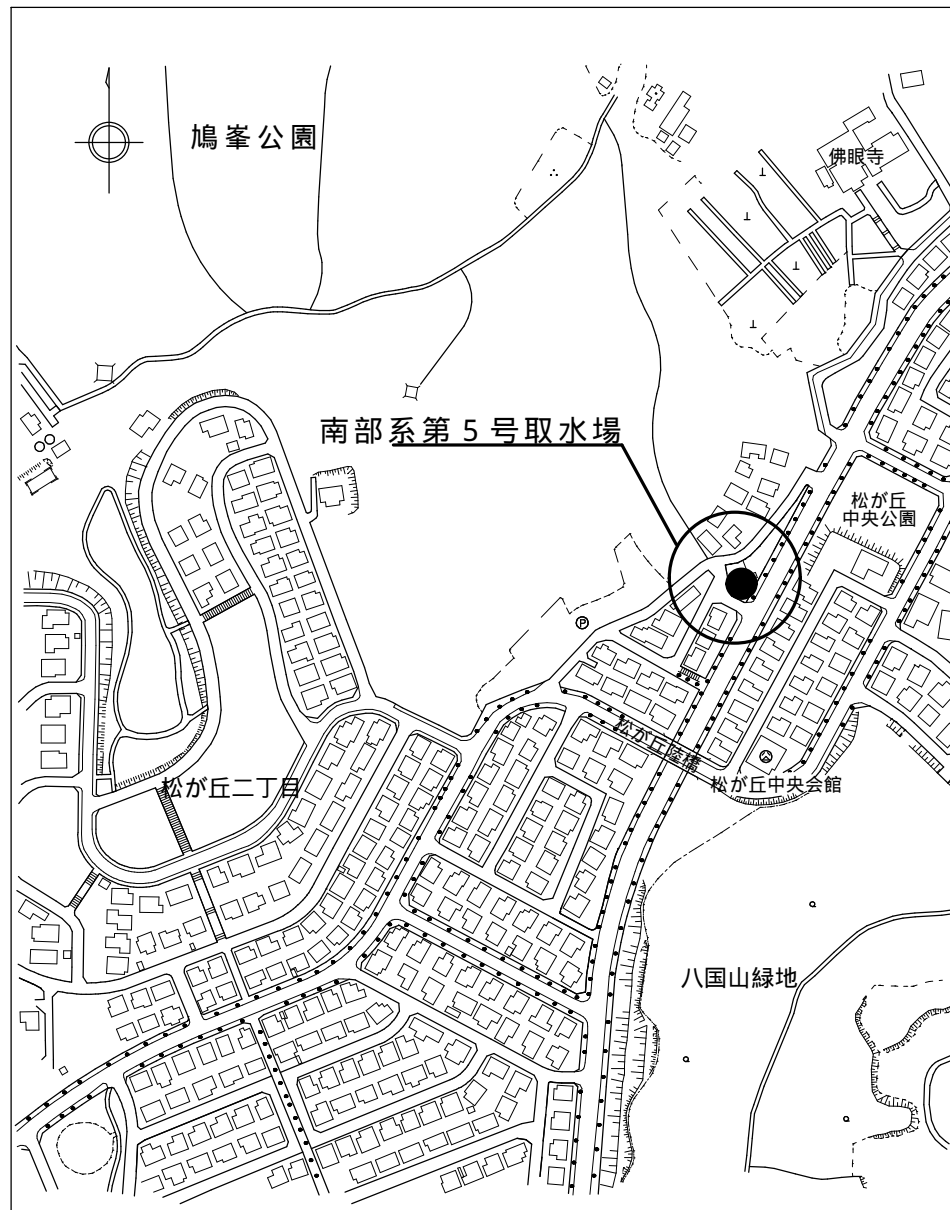 鳩峯公園
佛眼寺
南部系第5号取水場
松が丘
中央公園
P
松が丘陸橋
松が丘二丁目
松が丘中央会館
八国山緑地